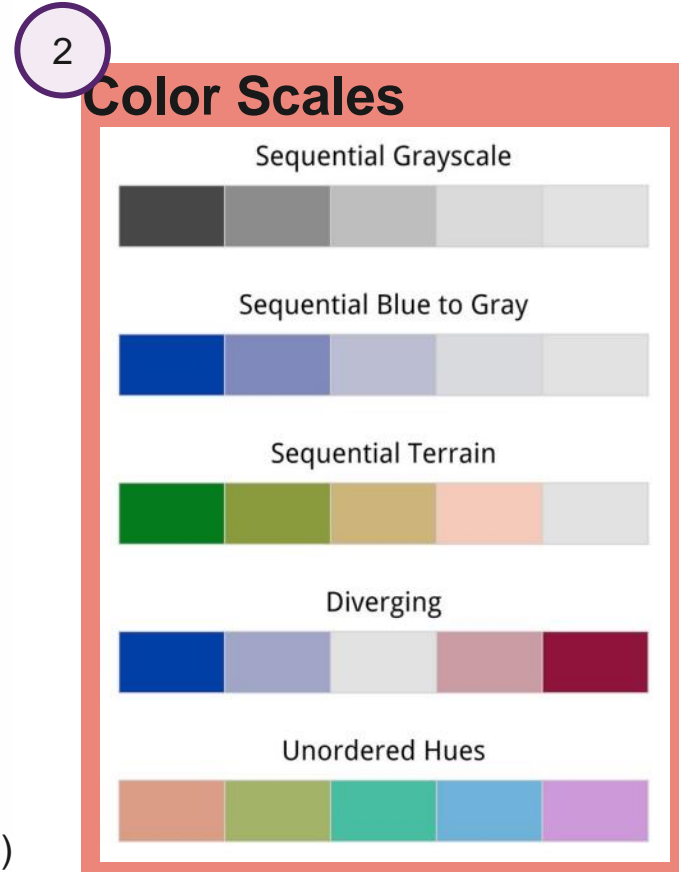 2
Color Scales
Sequential Grayscale
Sequential Blue to Gray
Sequential Terrain
Diverging
Unordered Hues
)